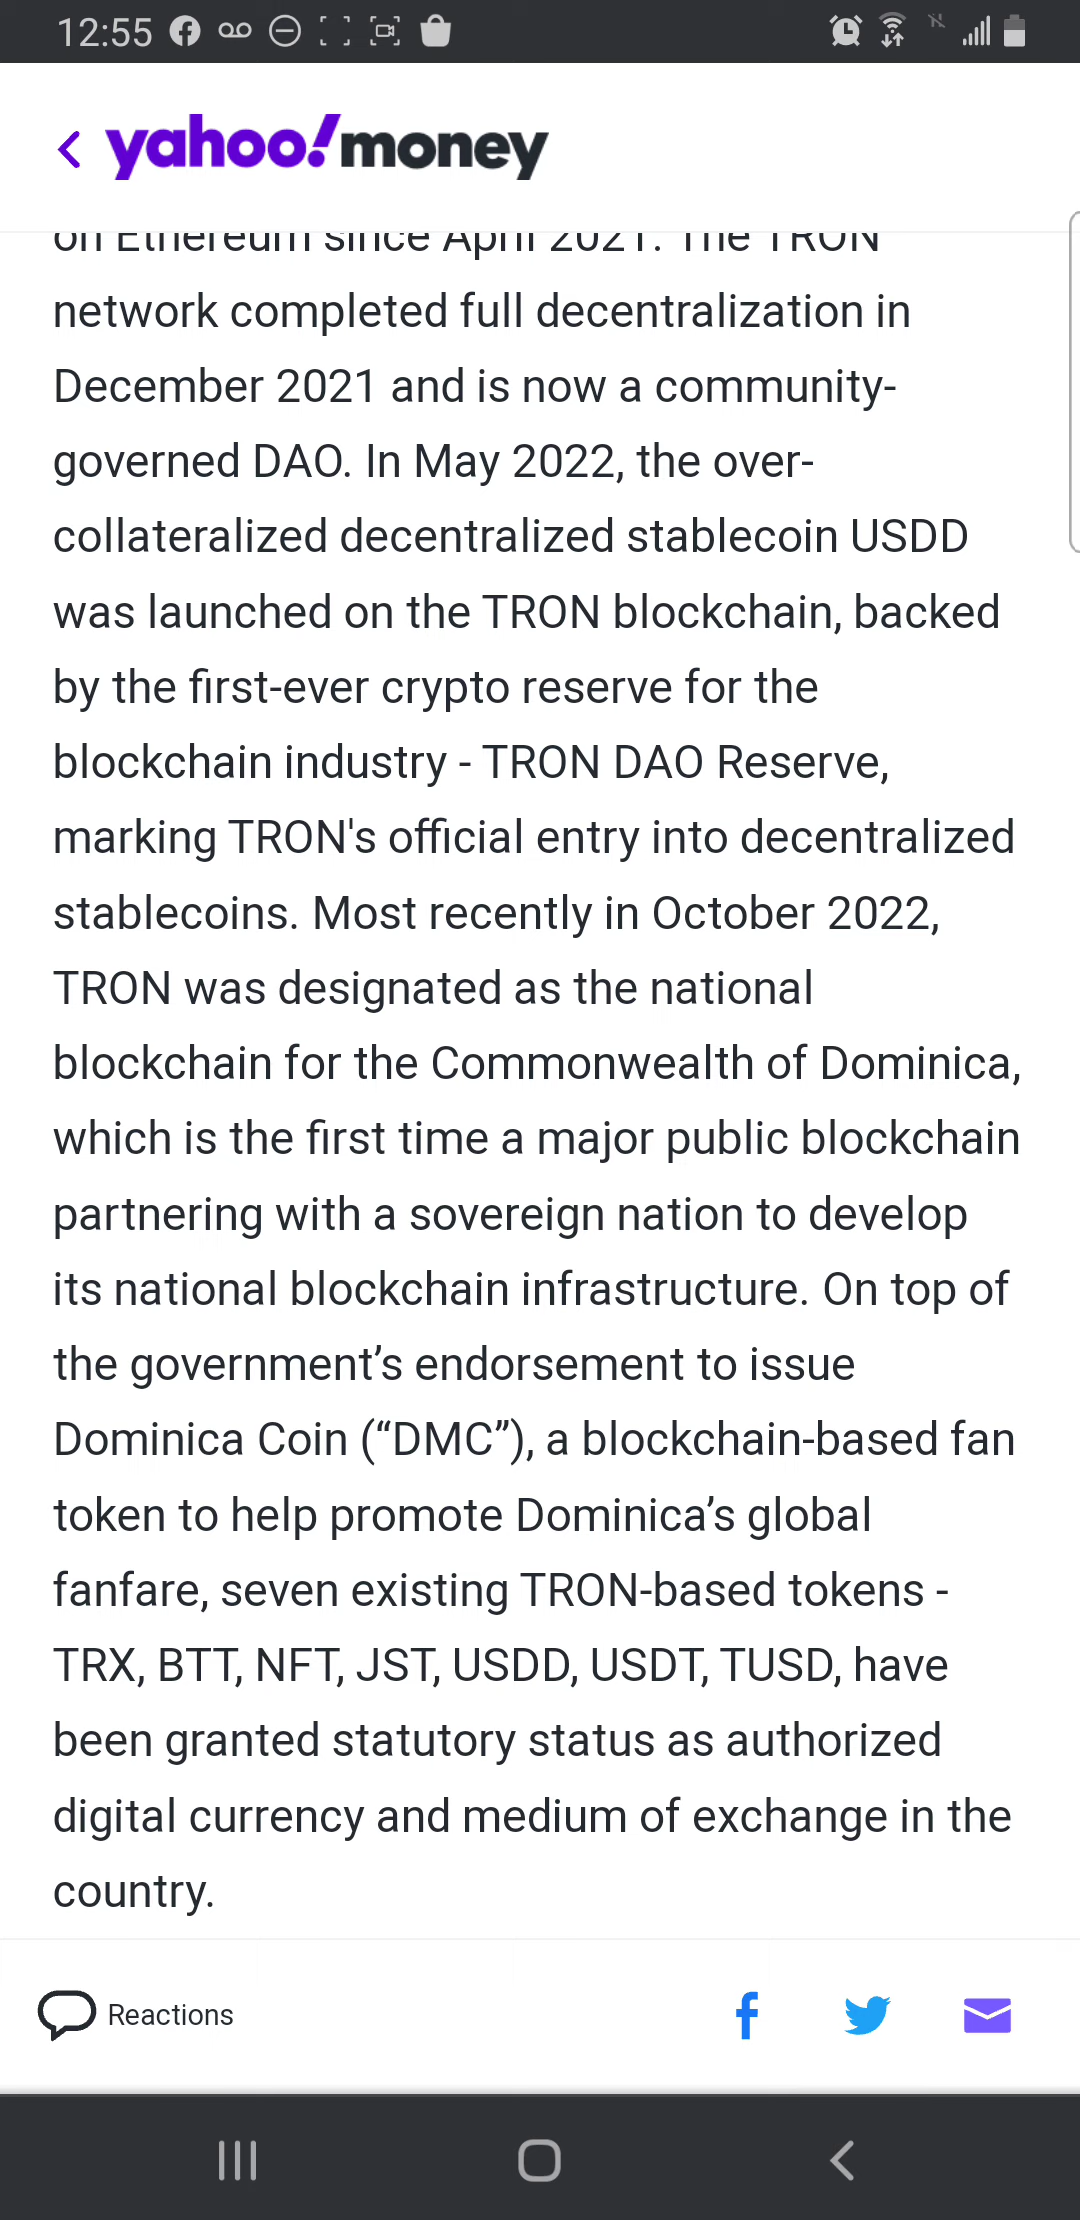 12:55
yahoo!money
on Ethereum since April 2021. The TRON
network completed full decentralization in
December 2021 and is now a community-
governed DAO. In May 2022, the over-
collateralized decentralized stablecoin USDD
was launched on the TRON blockchain, backed
by the first-ever crypto reserve for the
blockchain industry - TRON DAO Reserve,
marking TRON's official entry into decentralized
stablecoins. Most recently in October 2022,
TRON was designated as the national
blockchain for the Commonwealth of Dominica,
which is the first time a major public blockchain
partnering with a sovereign nation to develop
its national blockchain infrastructure. On top of
the government’s endorsement to issue
Dominica Coin (“DMC”), a blockchain-based fan
token to help promote Dominica’s global
fanfare, seven existing TRON-based tokens -
TRX, BTT, NFT, JST, USDD, USDT, TUSD, have
been granted statutory status as authorized
digital currency and medium of exchange in the
country.
Reactions